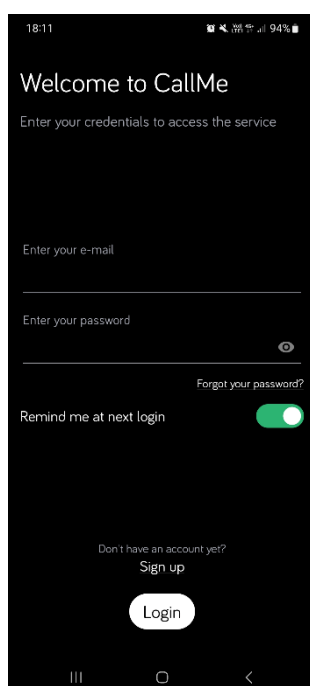 18:11
94%
Welcome to CallMe
Enter your credentials to access the service
Enter your e-mail
Enter your password
Forgot your password?
Remind me at next login
Don't have an account yet?
Sign up
Login